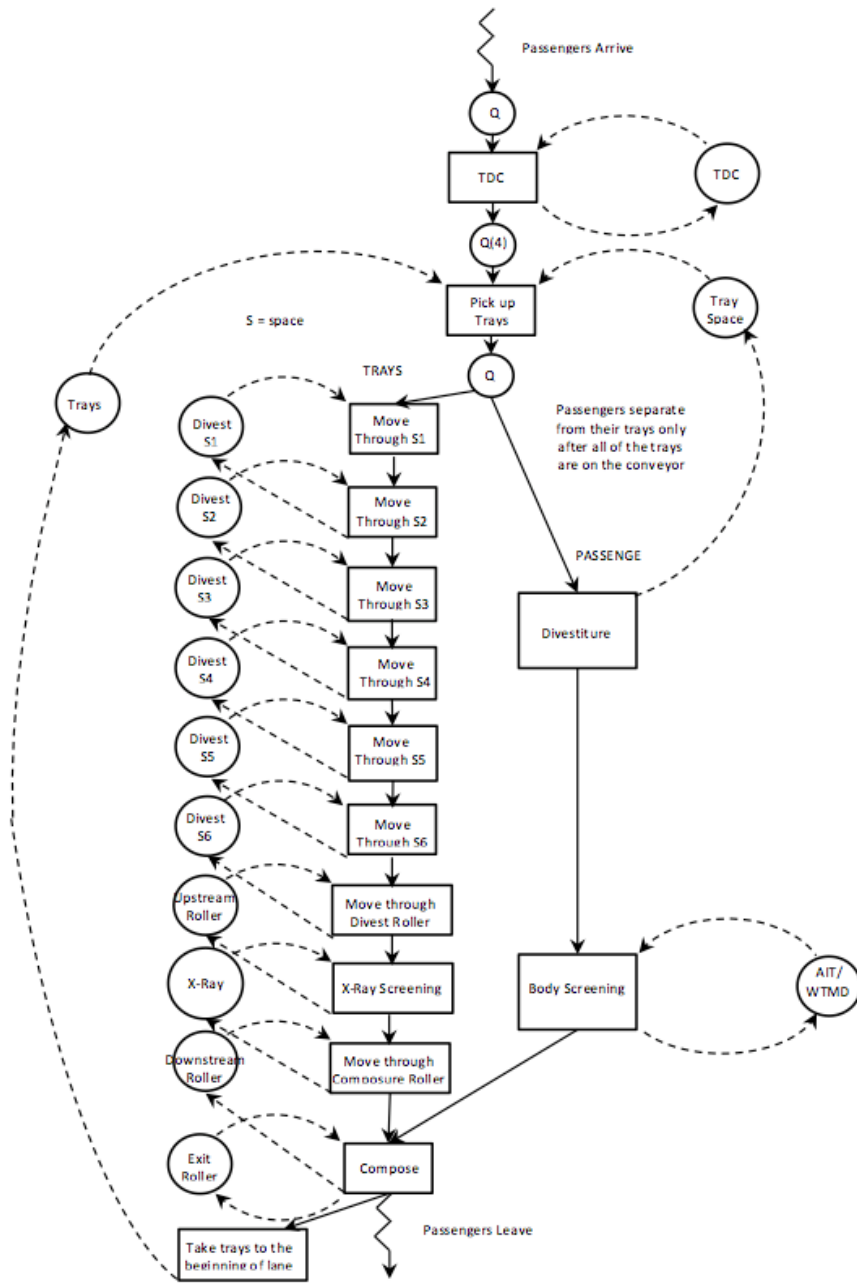 Passengers Arrive
Q
TDC
TDC
Q(4)
Pick up
Trays
Tray
Space
S = space
TRAYS
Q
Trays
Divest
S1
Move
Through S1
Passengers separate
from their trays only
after all of the trays
are on the conveyor
Divest
S2
Move
Through S2
PASSENGE
Divest
S3
Move
Through S3
Divestiture
Divest
S4
Move
Through S4
Divest
S5
Move
Through S5
Divest
S6
Move
Through S6
Upstream
Roller
Move through
Divest Roller
X-Ray
X-Ray Screening
Body Screening
AIT/
WTMD
Downstream
Roller
Move through
Composure Roller
Exit
Roller
Compose
Passengers Leave
Take trays to the
beginning of lane